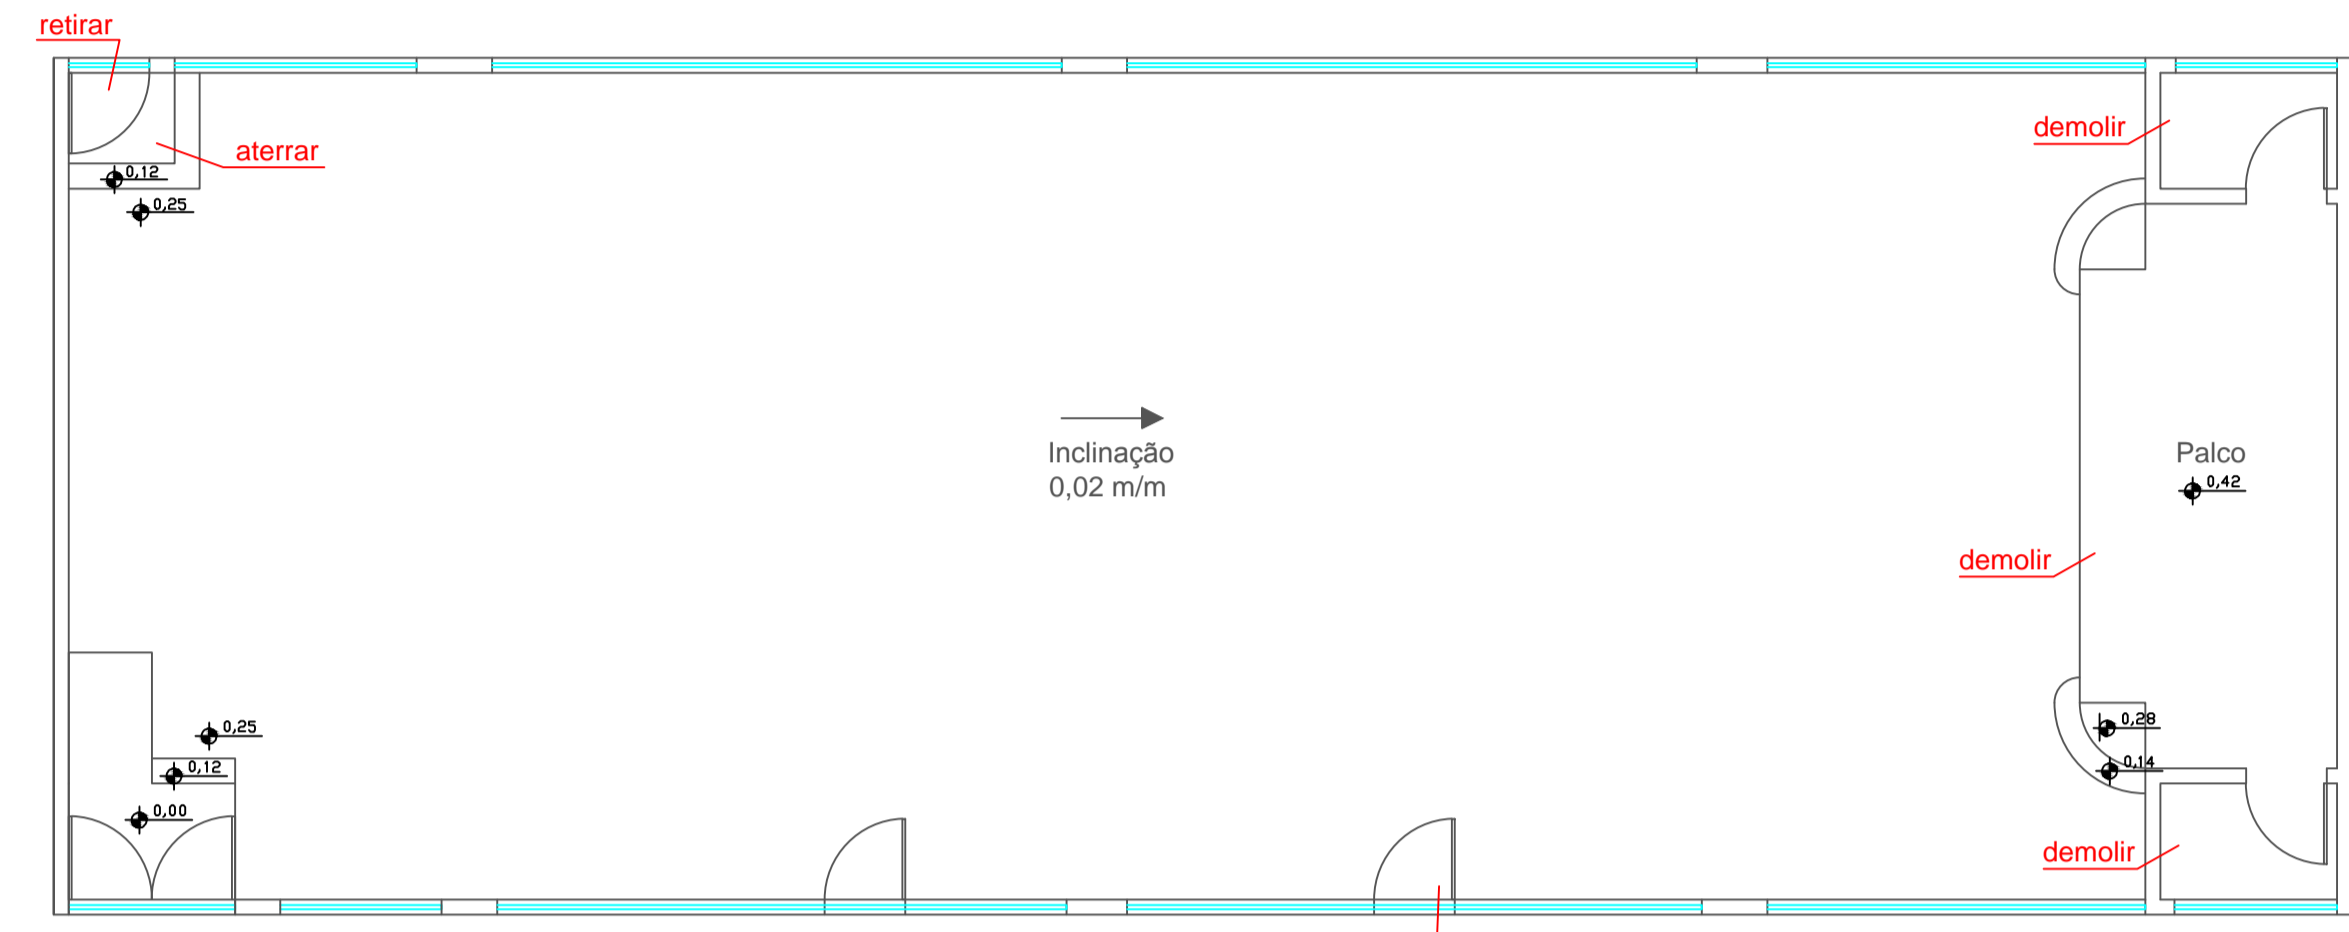 retirar
demolir
aterrar
0,12
0,25
Inclinação
0,02 m/m
Palco
0,42
demolir
0,28
0,25
0,14
0,12
0,00
demolir